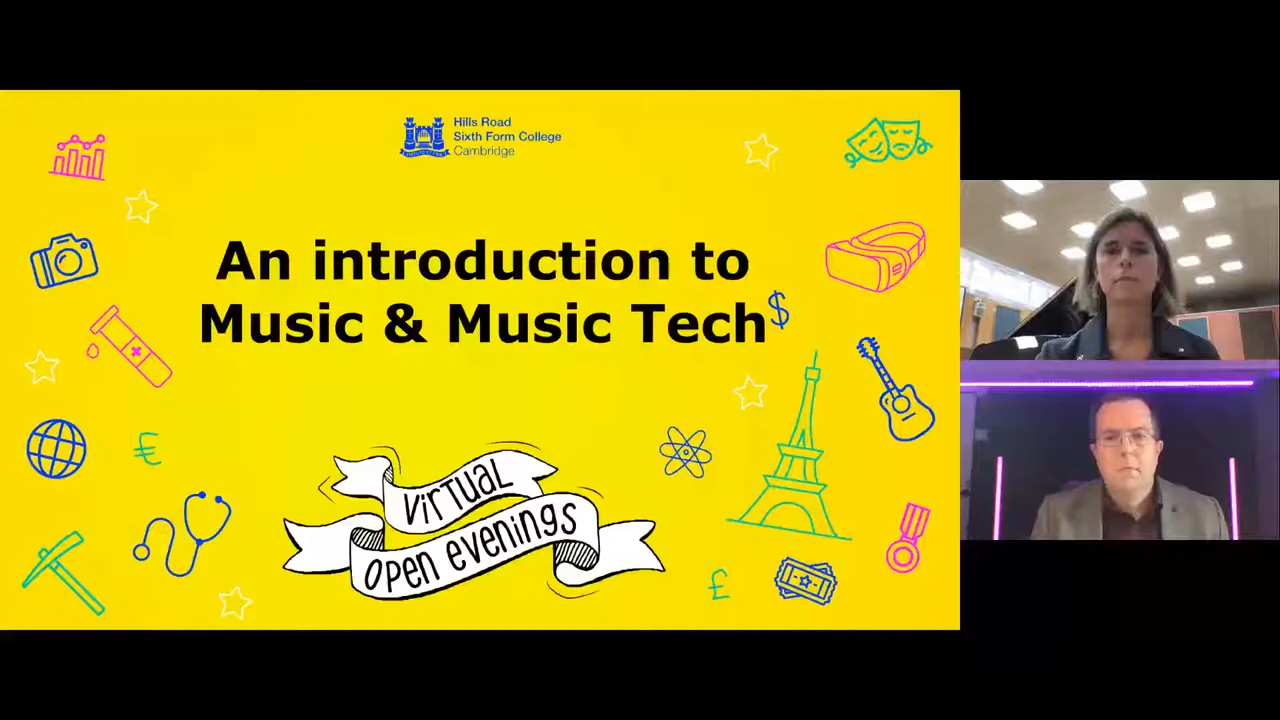 Hills Road
Sixth Form College
Cambridge
An introduction to
Music & Music Tech
$
€
VIRTUAL
OPEN EVENINGS
£